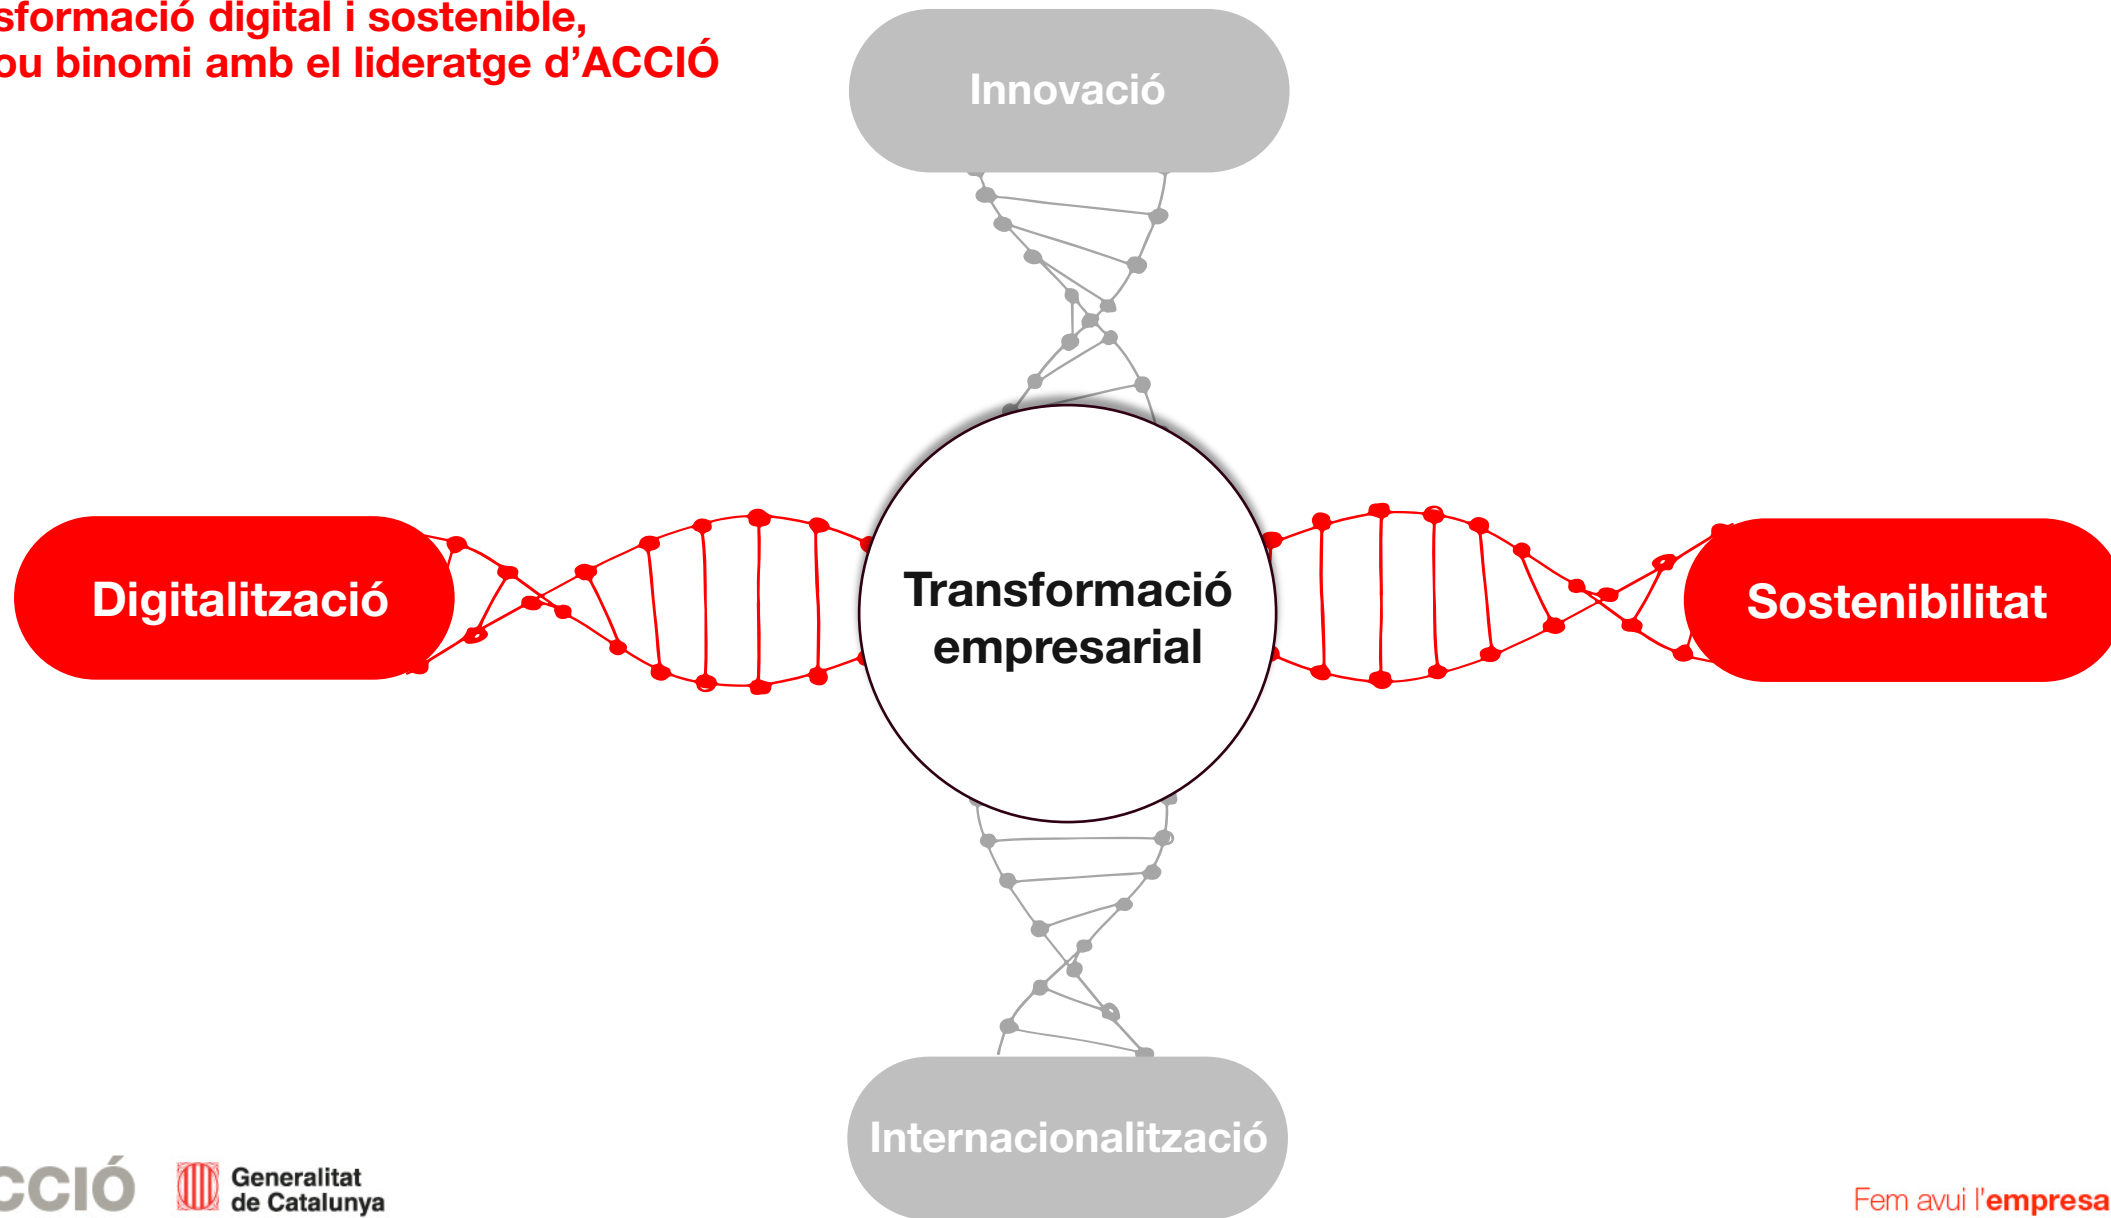 sformació digital i sostenible,
ou binomi amb el lideratge d’ACCIÓ
Innovació
Digitalització
Transformació
empresarial
Sostenibilitat
Internacionalització
CCIÓ
Generalitat
de Catalunya
Fem avui l’empresa